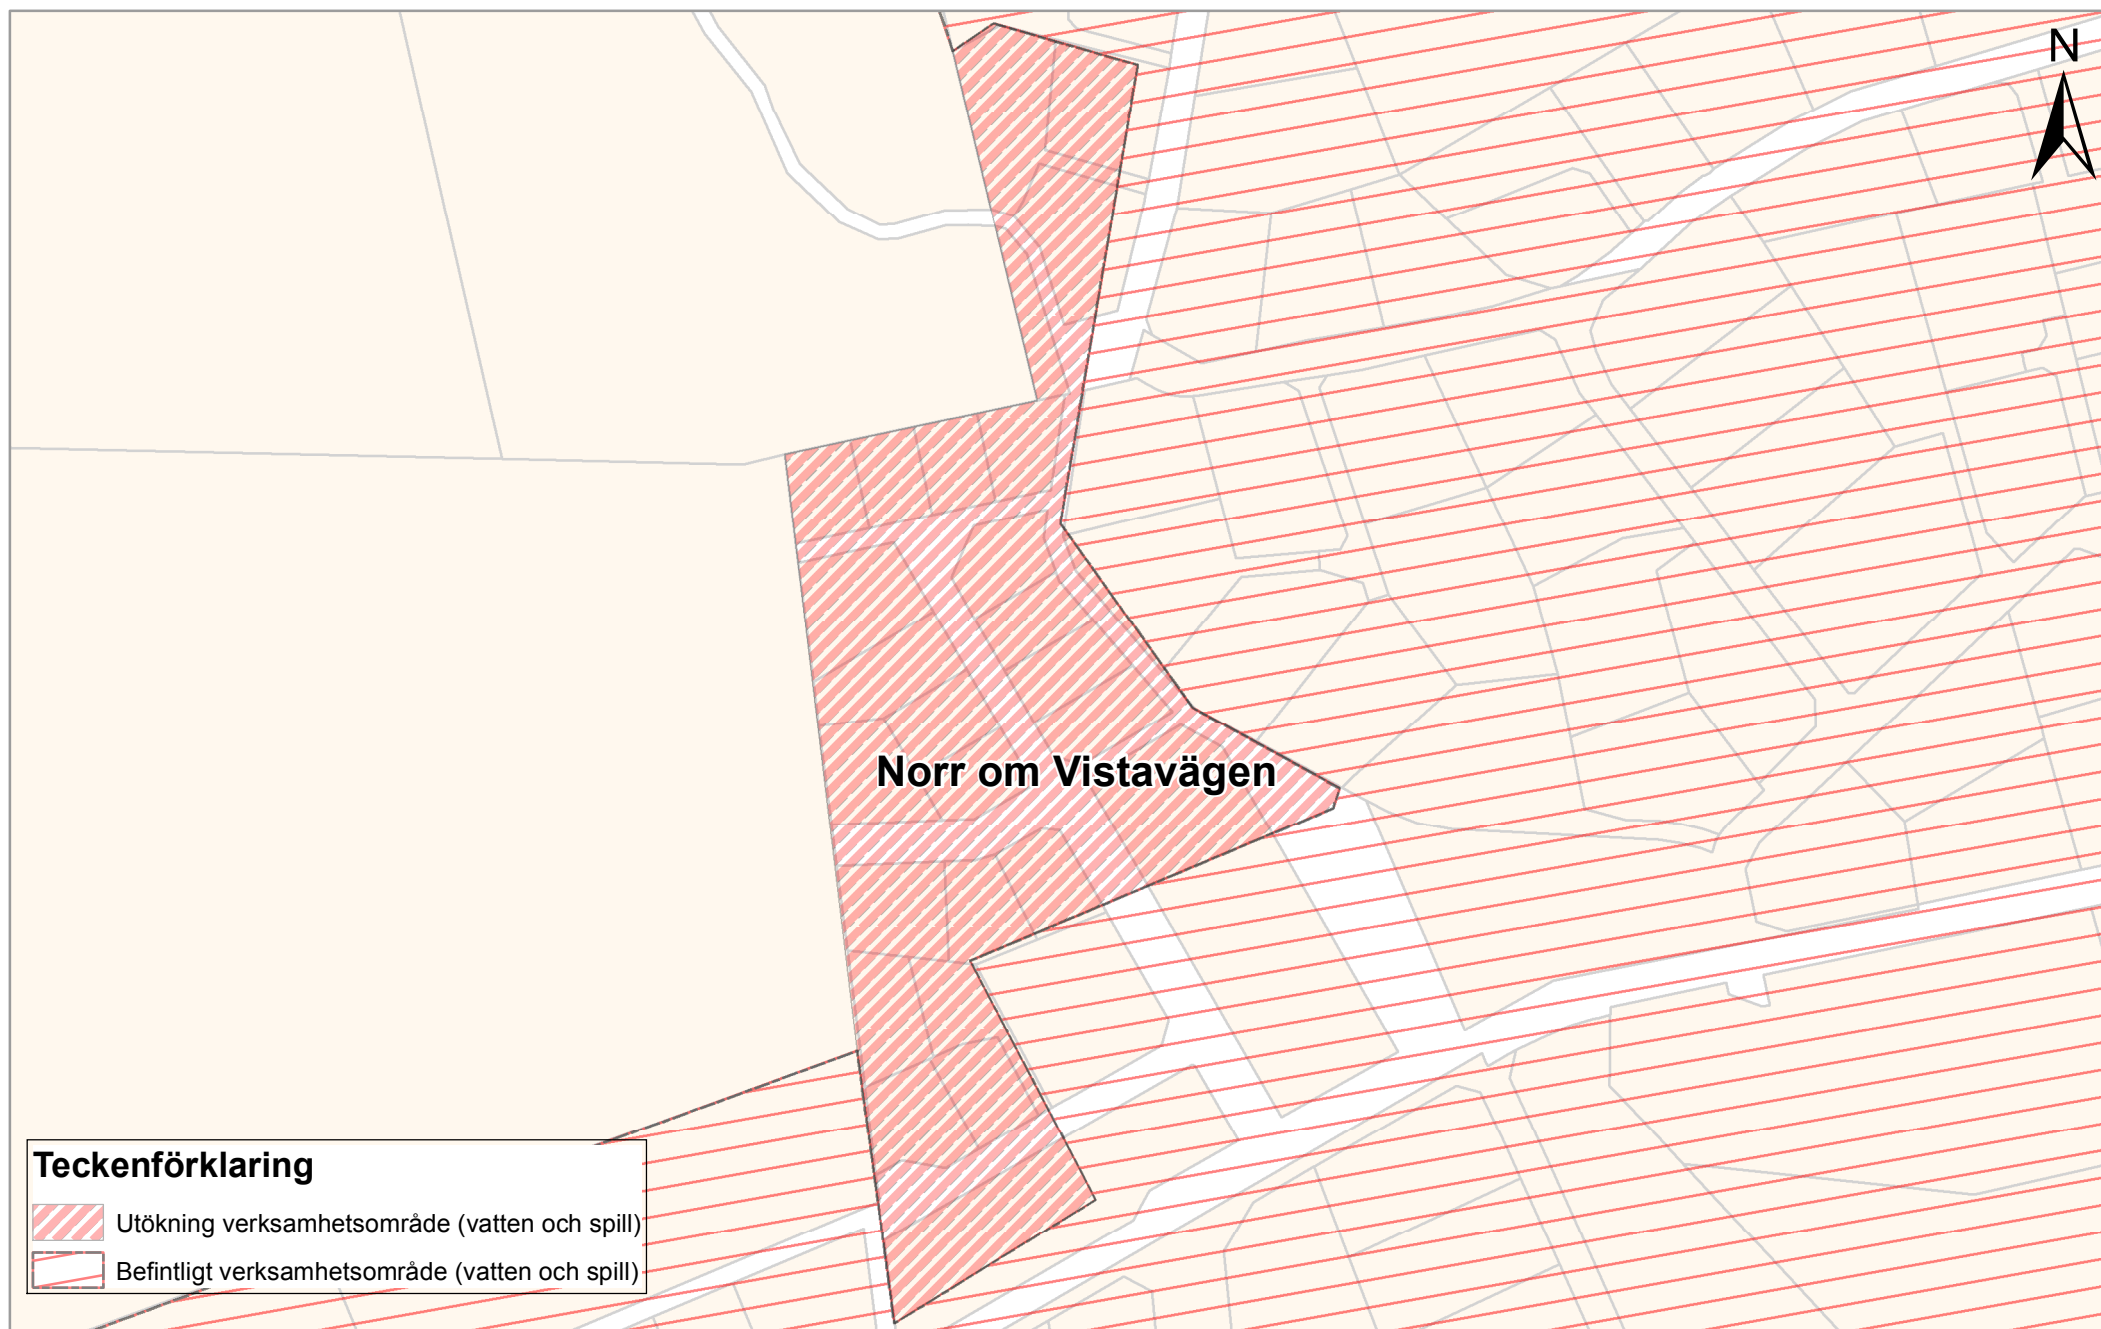 N
Norr om Vistavägen
Teckenförklaring
Utökning verksamhetsområde (vatten och spill)
Befintligt verksamhetsområde (vatten och spill)